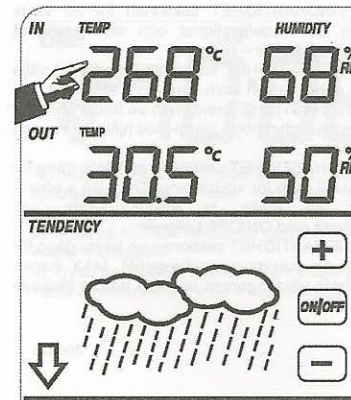 IN TEMP HUMIDITY
26.8 °C 68 %
OUT TEMP
30.5 °C 50 %
TENDENCY
+
ON/OFF
−